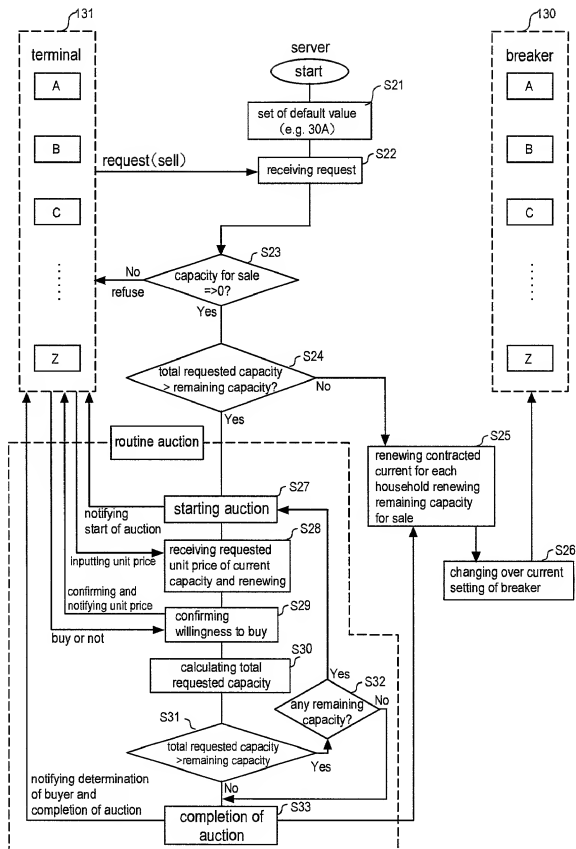 131
130
terminal
server
breaker
start
A
A
S21
set of default value
(e.g. 30A)
B
B
S22
request(sell)
receiving request
C
C
S23
capacity for sale
=>0?
No
refuse
Yes
S24
Z
Z
total requested capacity
> remaining capacity?
No
Yes
S25
routine auction
renewing contracted
current for each
household renewing
remaining capacity
for sale
S27
starting auction
notifying
start of auction
S28
receiving requested
unit price of current
capacity and renewing
inputting unit price
S26
changing over current
setting of breaker
confirming and
notifying unit price
S29
confirming
willingness to buy
buy or not
S30
calculating total
requested capacity
Yes
S32
No
any remaining
capacity?
S31
total requested capacity
>remaining capacity
Yes
notifying determination
of buyer and
completion of auction
No
S33
completion of
auction